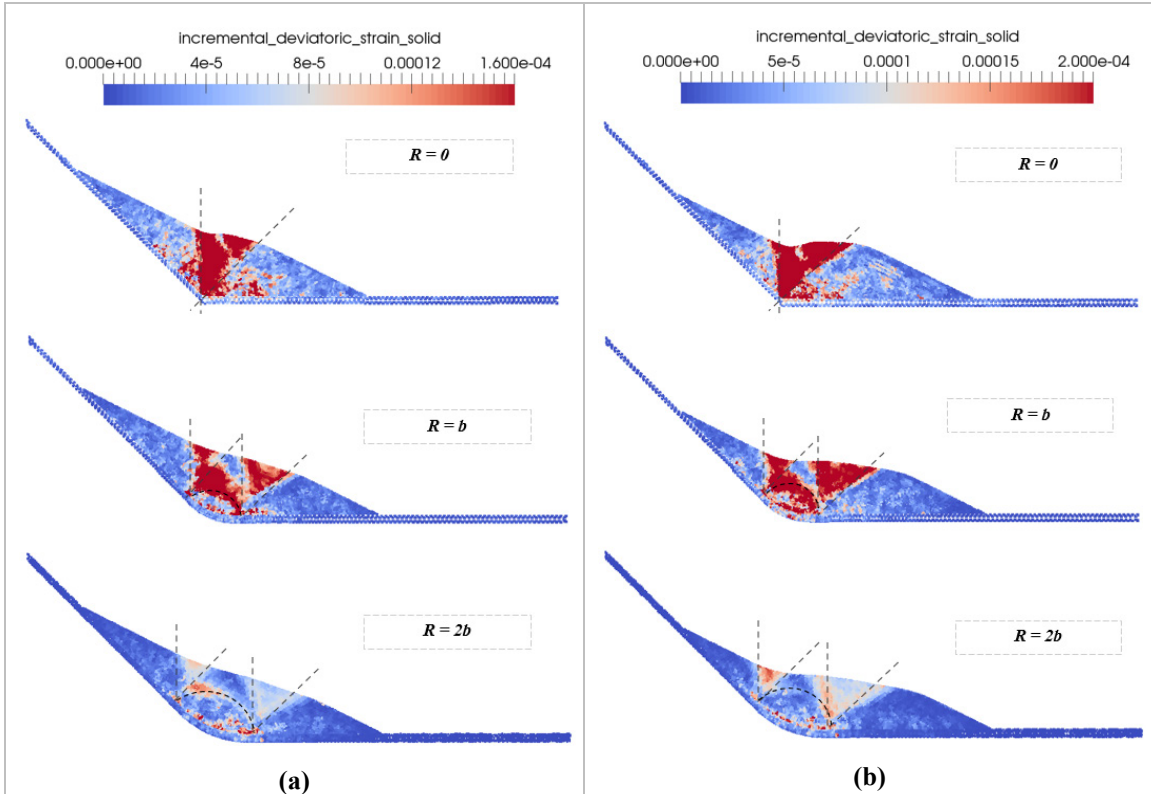 incremental_deviatoric_strain_solid
0.000e+00 4e-5 8e-5 0.00012 1.600e-04
R = 0
R = b
R = 2b
(a)
incremental_deviatoric_strain_solid
0.000e+00 5e-5 0.0001 0.00015 2.000e-04
R = 0
R = b
R = 2b
(b)